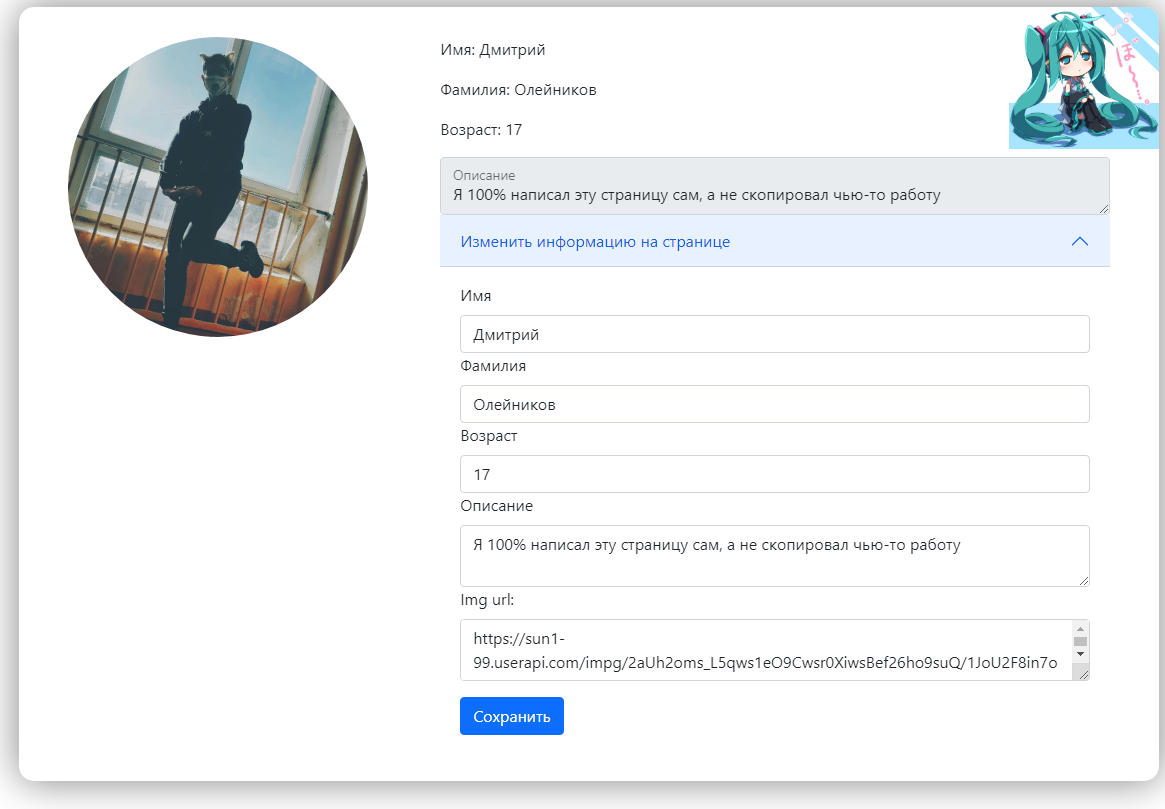 Имя: Дмитрий
Фамилия: Олейников
Возраст: 17
Описание
Я 100% написал эту страницу сам, а не скопировал чью-то работу
Изменить информацию на странице
Имя
Дмитрий
Фамилия
Олейников
Возраст
17
Описание
Я 100% написал эту страницу сам, а не скопировал чью-то работу
Img url:
https://sun1-
99.userapi.com/impg/2aUh2oms_L5qws1eO9Cwsr0XiwsBef26ho9suQ/1JoU2F8in7o
Сохранить